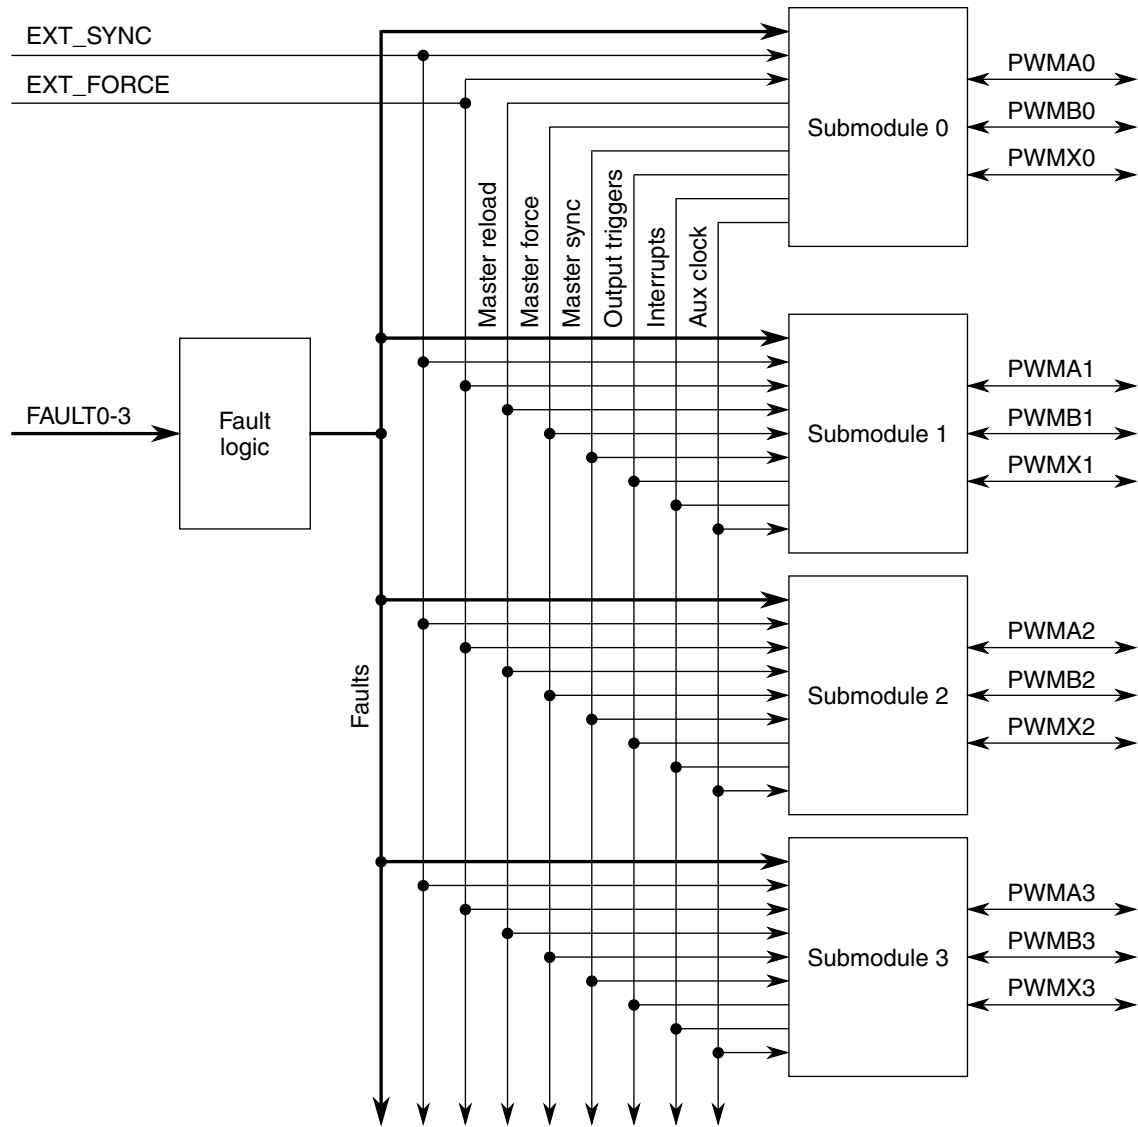 EXT_SYNC
EXT_FORCE
PWMA0
PWMB0
PWMX0
Submodule 0
Master reload
Master force
Master sync
Output triggers
Interrupts
Aux clock
FAULT0-3
Fault
logic
PWMA1
PWMB1
PWMX1
Submodule 1
Faults
PWMA2
PWMB2
PWMX2
Submodule 2
PWMA3
PWMB3
PWMX3
Submodule 3